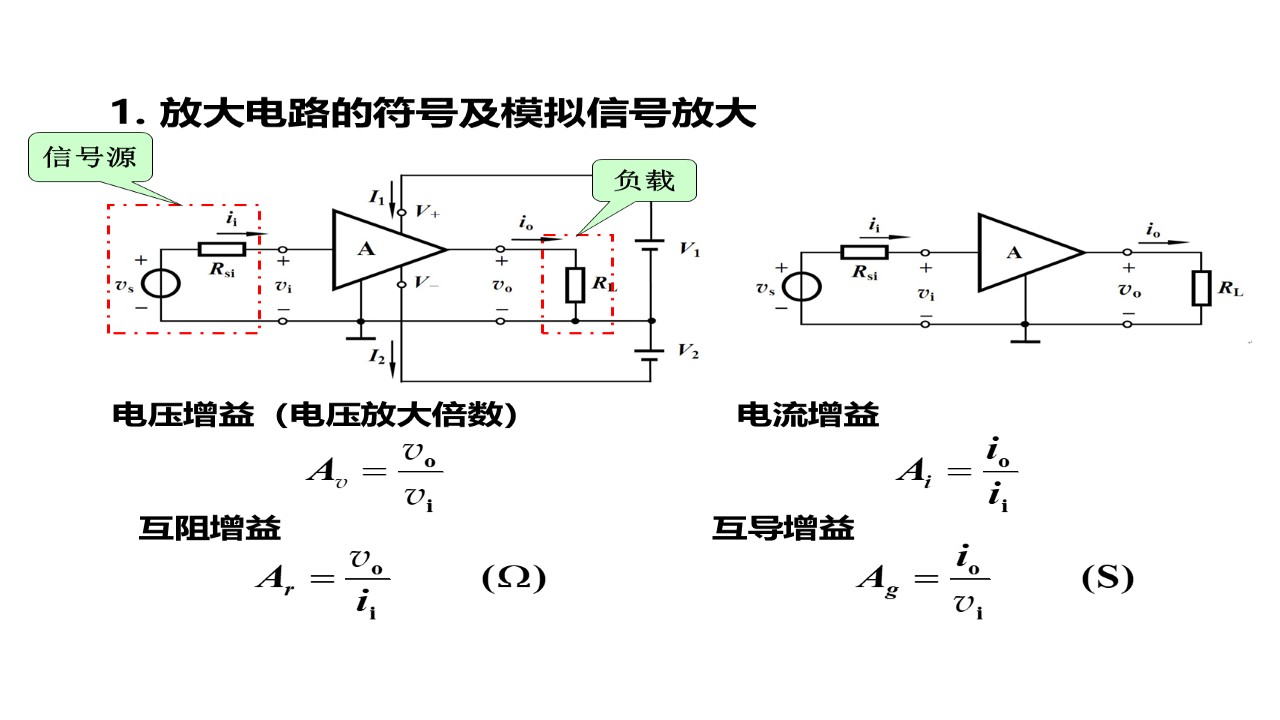 1. 放大电路的符号及模拟信号放大
信号源
负载
I₁ V₊
iᵢ
iₒ
A
V₁
Rsi
+ + +
vs vᵢ vₒ RL
V₋
− − −
I₂
V₂
iᵢ
iₒ
A
Rsi
+ + +
vs vᵢ vₒ RL
− − −
电压增益（电压放大倍数）
Aᵥ = vₒ / vᵢ
电流增益
Aᵢ = iₒ / iᵢ
互阻增益
Aᵣ = vₒ / iᵢ (Ω)
互导增益
A_g = iₒ / vᵢ (S)